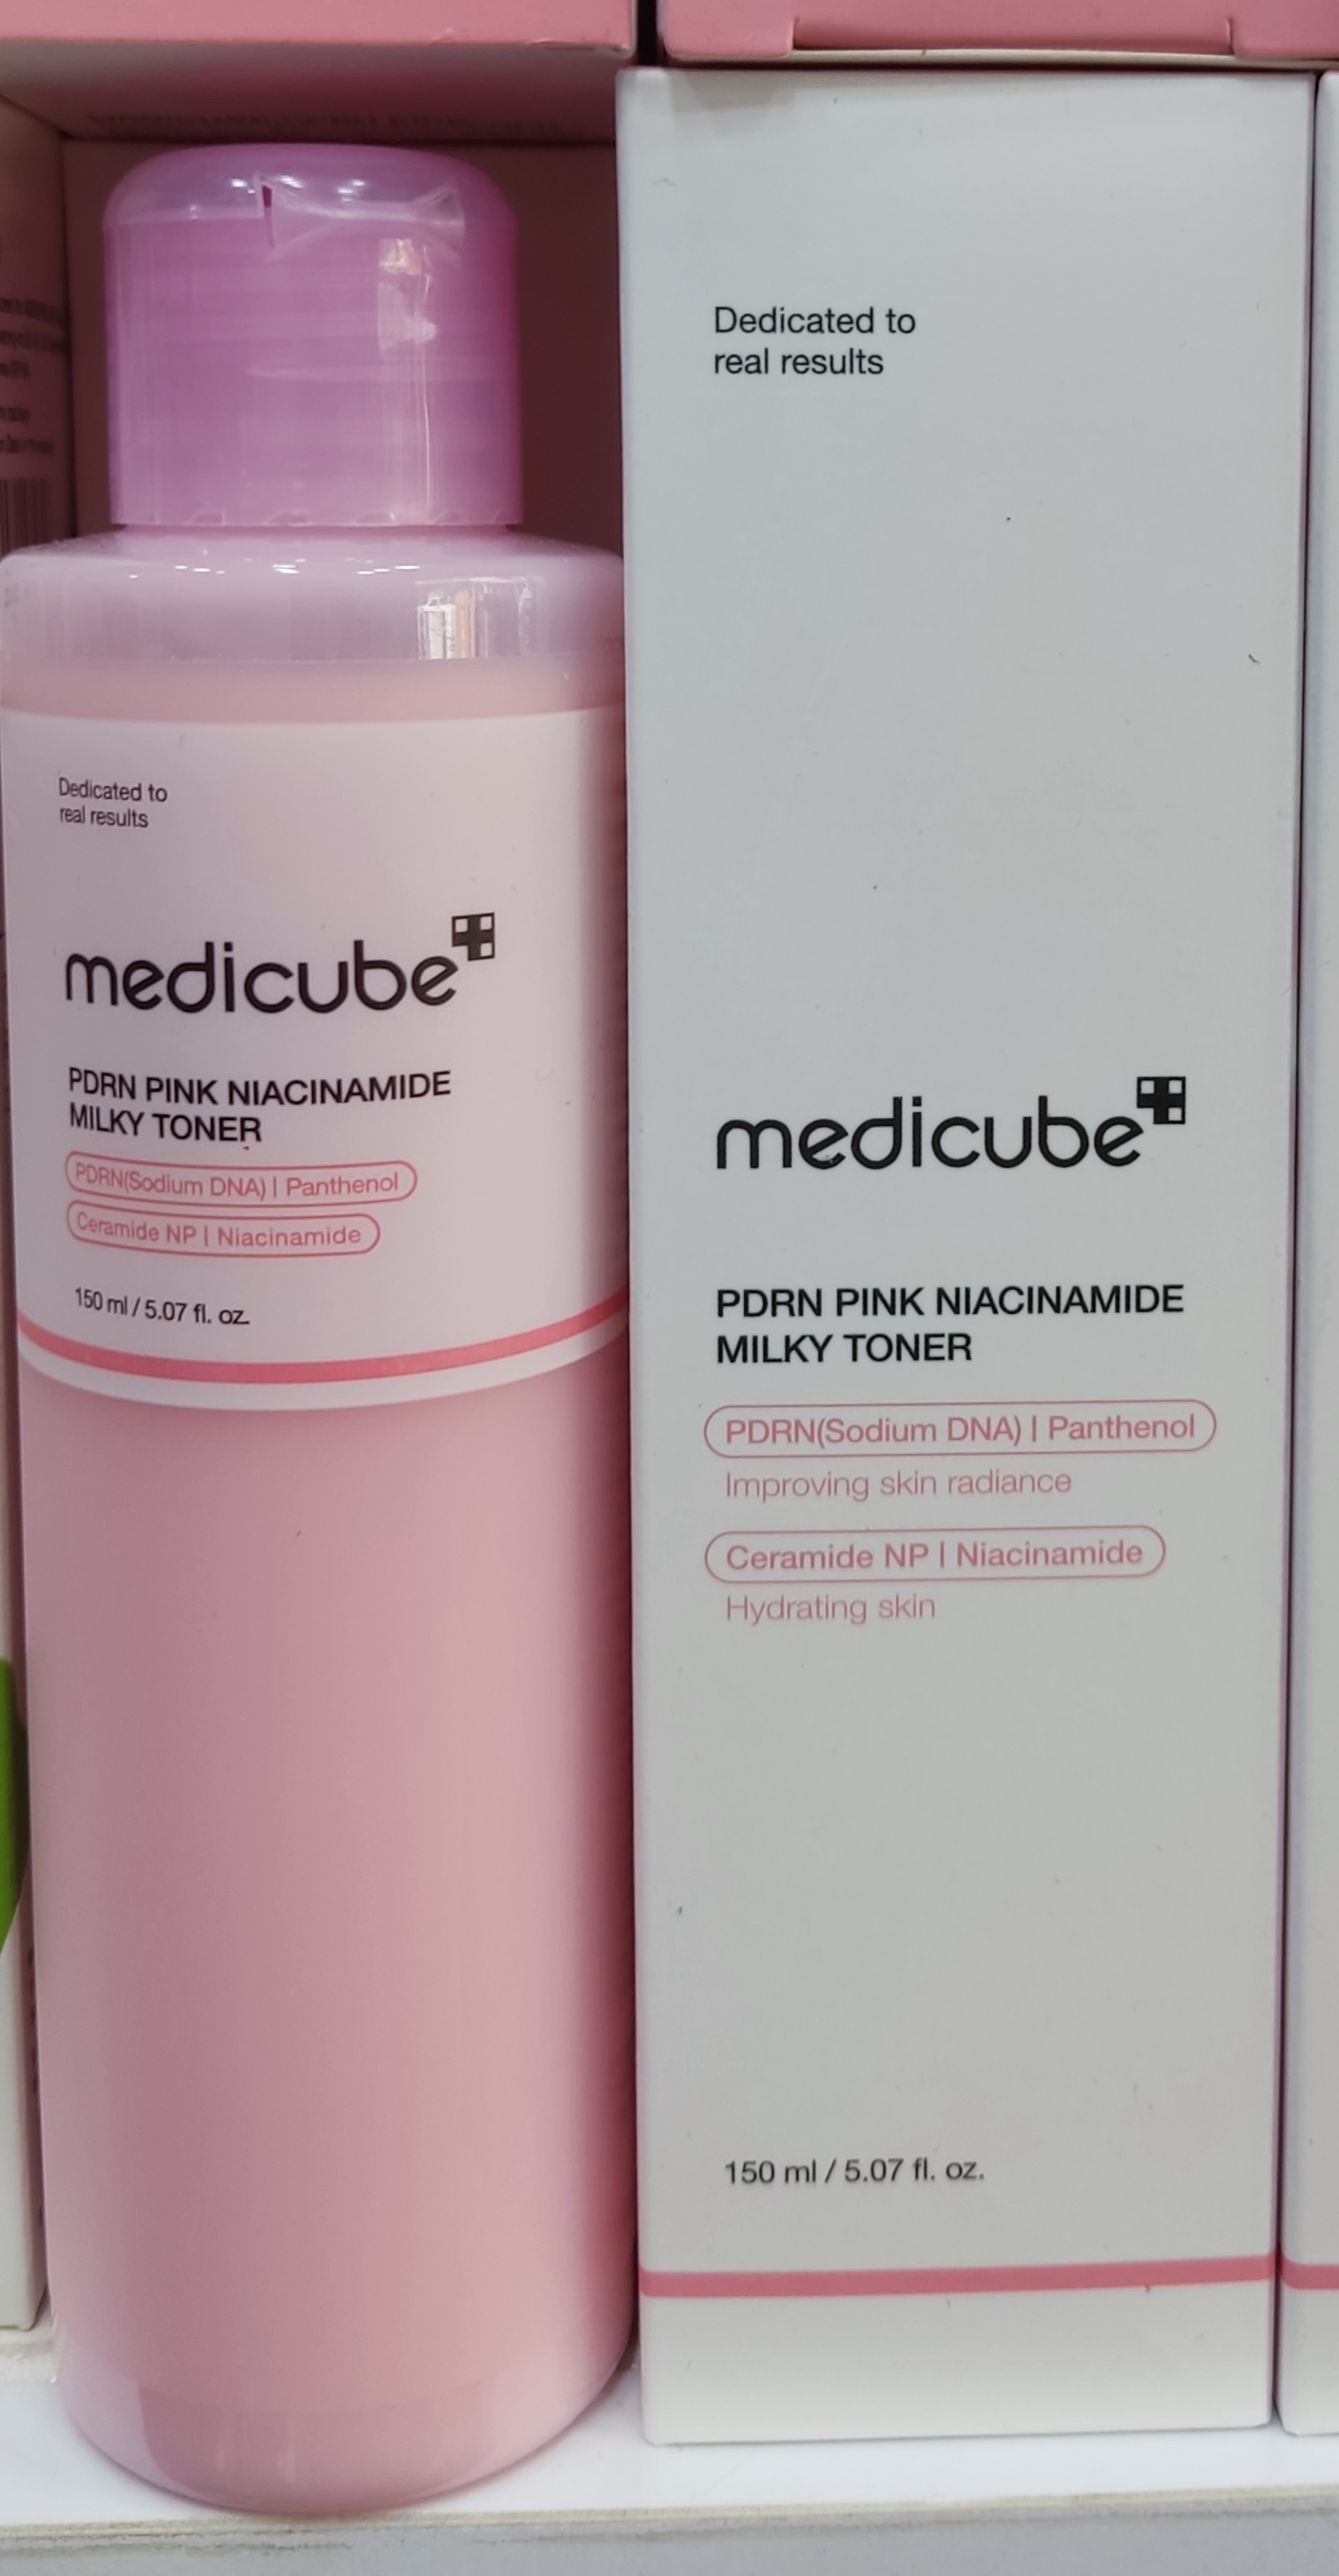 Dedicated to
real results
medicube
PDRN PINK NIACINAMIDE
MILKY TONER
PDRN(Sodium DNA) | Panthenol
Ceramide NP | Niacinamide
150 ml / 5.07 fl. oz.
Dedicated to
real results
medicube
PDRN PINK NIACINAMIDE
MILKY TONER
PDRN(Sodium DNA) | Panthenol
Improving skin radiance
Ceramide NP | Niacinamide
Hydrating skin
150 ml / 5.07 fl. oz.